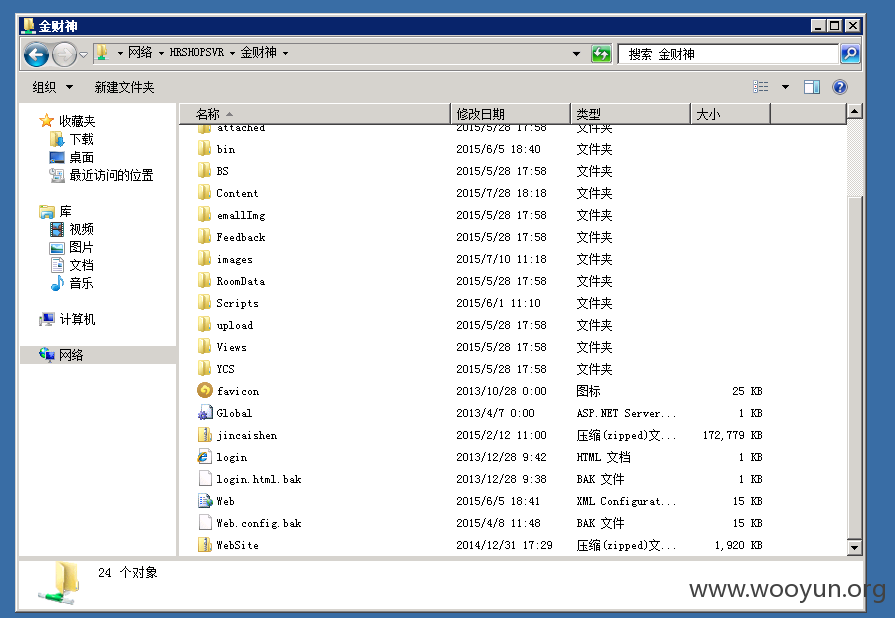 金财神
网络 HRSHOPSVR 金财神
搜索 金财神
组织 新建文件夹
收藏夹
下载
桌面
最近访问的位置
库
视频
图片
文档
音乐
计算机
网络
名称 修改日期 类型 大小
attached 2015/5/28 17:58 文件夹
bin 2015/6/5 18:40 文件夹
BS 2015/5/28 17:58 文件夹
Content 2015/7/28 18:18 文件夹
emallImg 2015/5/28 17:58 文件夹
Feedback 2015/5/28 17:58 文件夹
images 2015/7/10 11:18 文件夹
RoomData 2015/5/28 17:58 文件夹
Scripts 2015/6/1 11:10 文件夹
upload 2015/5/28 17:58 文件夹
Views 2015/5/28 17:58 文件夹
YCS 2015/5/28 17:58 文件夹
favicon 2013/10/28 0:00 图标 25 KB
Global 2013/4/7 0:00 ASP.NET Server... 1 KB
jincaishen 2015/2/12 11:00 压缩(zipped)文... 172,779 KB
login 2013/12/28 9:42 HTML 文档 1 KB
login.html.bak 2013/12/28 9:38 BAK 文件 1 KB
Web 2015/6/5 18:41 XML Configurat... 15 KB
Web.config.bak 2015/4/8 11:48 BAK 文件 15 KB
WebSite 2014/12/31 17:29 压缩(zipped)文... 1,920 KB
24 个对象
www.wooyun.org